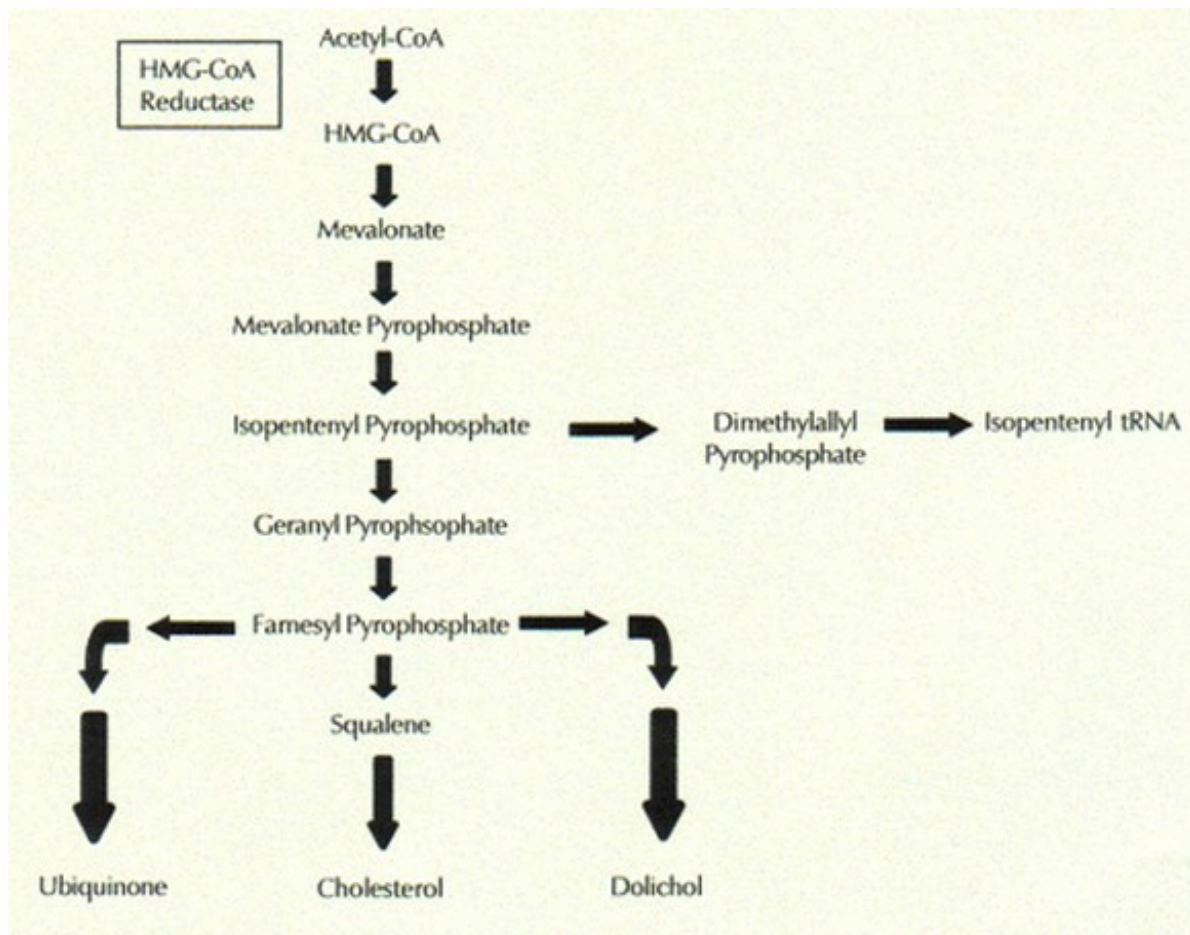 Acetyl-CoA
HMG-CoA
Reductase
HMG-CoA
Mevalonate
Mevalonate Pyrophosphate
Isopentenyl Pyrophosphate
Dimethylallyl
Pyrophosphate
Isopentenyl tRNA
Geranyl Pyrophsophate
Farnesyl Pyrophosphate
Squalene
Ubiquinone
Cholesterol
Dolichol